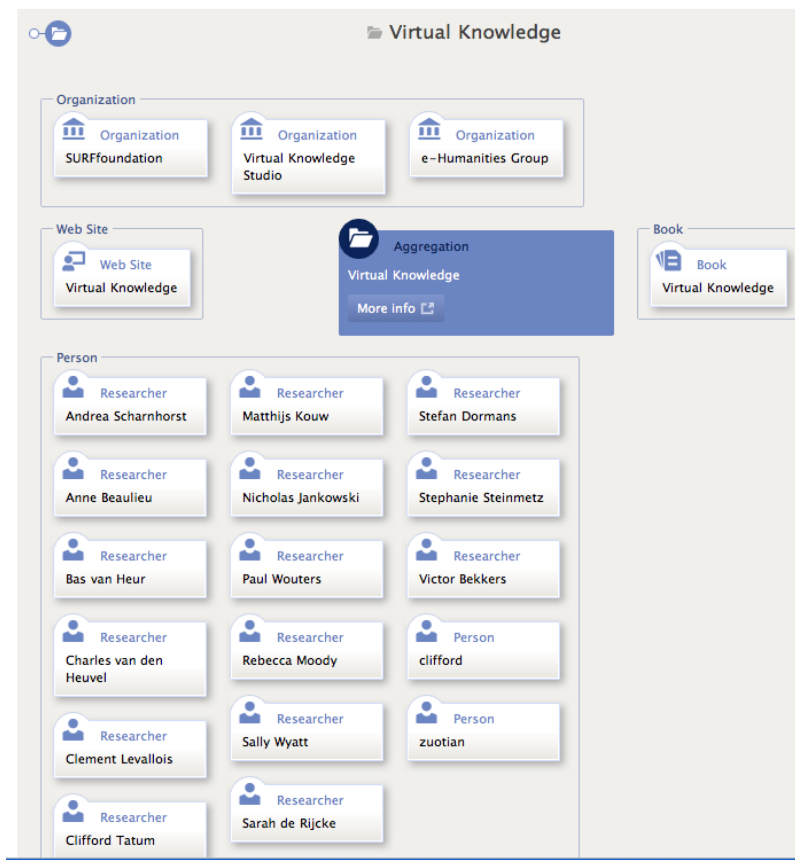 Virtual Knowledge
Organization
Organization
SURFfoundation
Organization
Virtual Knowledge
Studio
Organization
e-Humanities Group
Web Site
Web Site
Virtual Knowledge
Aggregation
Virtual Knowledge
More info
Book
Book
Virtual Knowledge
Person
Researcher
Andrea Scharnhorst
Researcher
Anne Beaulieu
Researcher
Bas van Heur
Researcher
Charles van den
Heuvel
Researcher
Clement Levallois
Researcher
Clifford Tatum
Researcher
Matthijs Kouw
Researcher
Nicholas Jankowski
Researcher
Paul Wouters
Researcher
Rebecca Moody
Researcher
Sally Wyatt
Researcher
Sarah de Rijcke
Researcher
Stefan Dormans
Researcher
Stephanie Steinmetz
Researcher
Victor Bekkers
Person
clifford
Person
zuotian